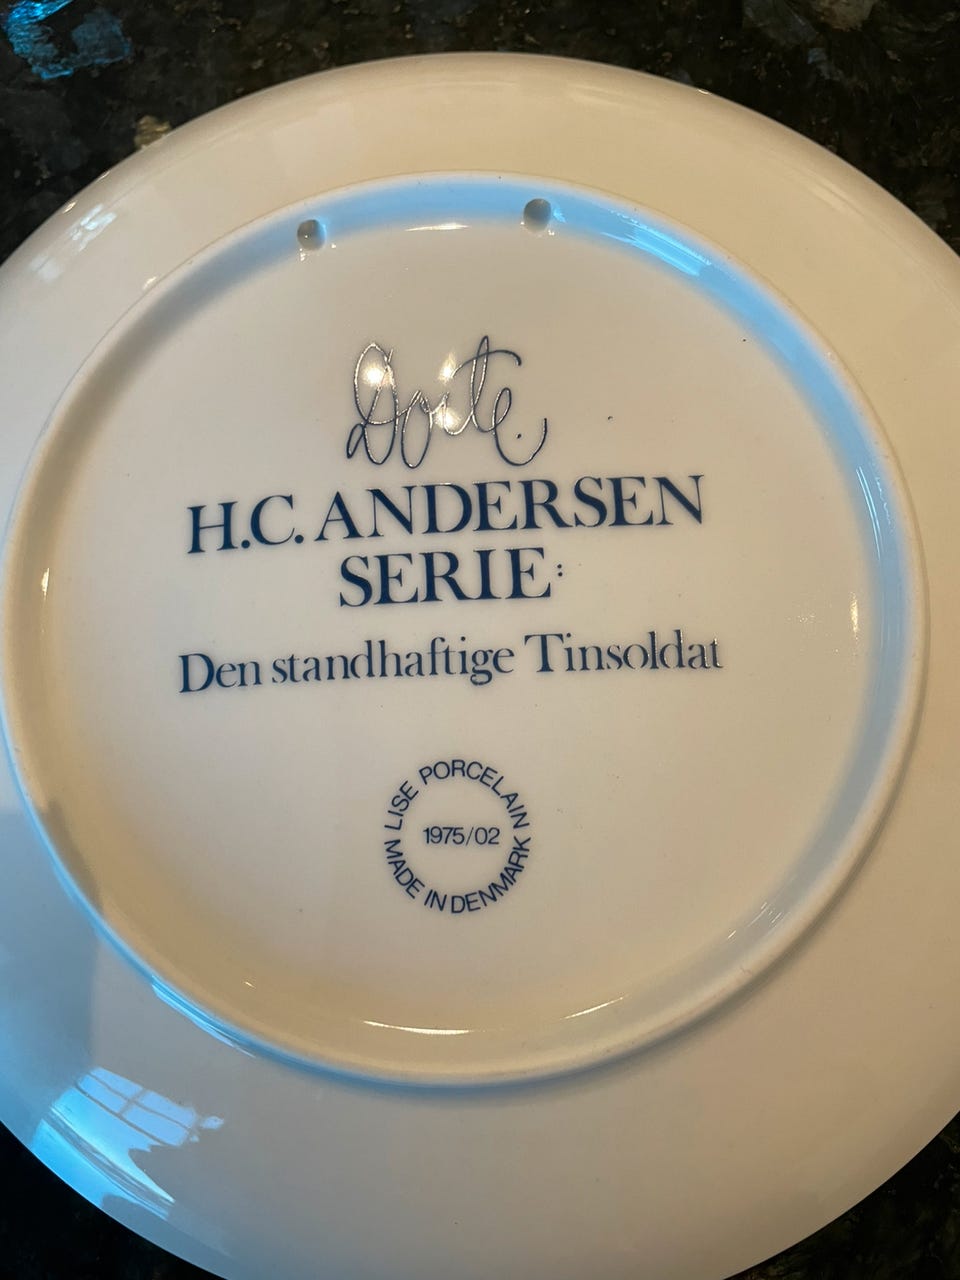 Dorte.
H.C. ANDERSEN
SERIE:
Den standhaftige Tinsoldat
LISE PORCELAIN
1975/02
MADE IN DENMARK